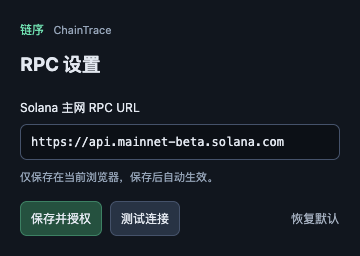 链序 ChainTrace
RPC 设置
Solana 主网 RPC URL
https://api.mainnet-beta.solana.com
仅保存在当前浏览器，保存后自动生效。
保存并授权 测试连接 恢复默认